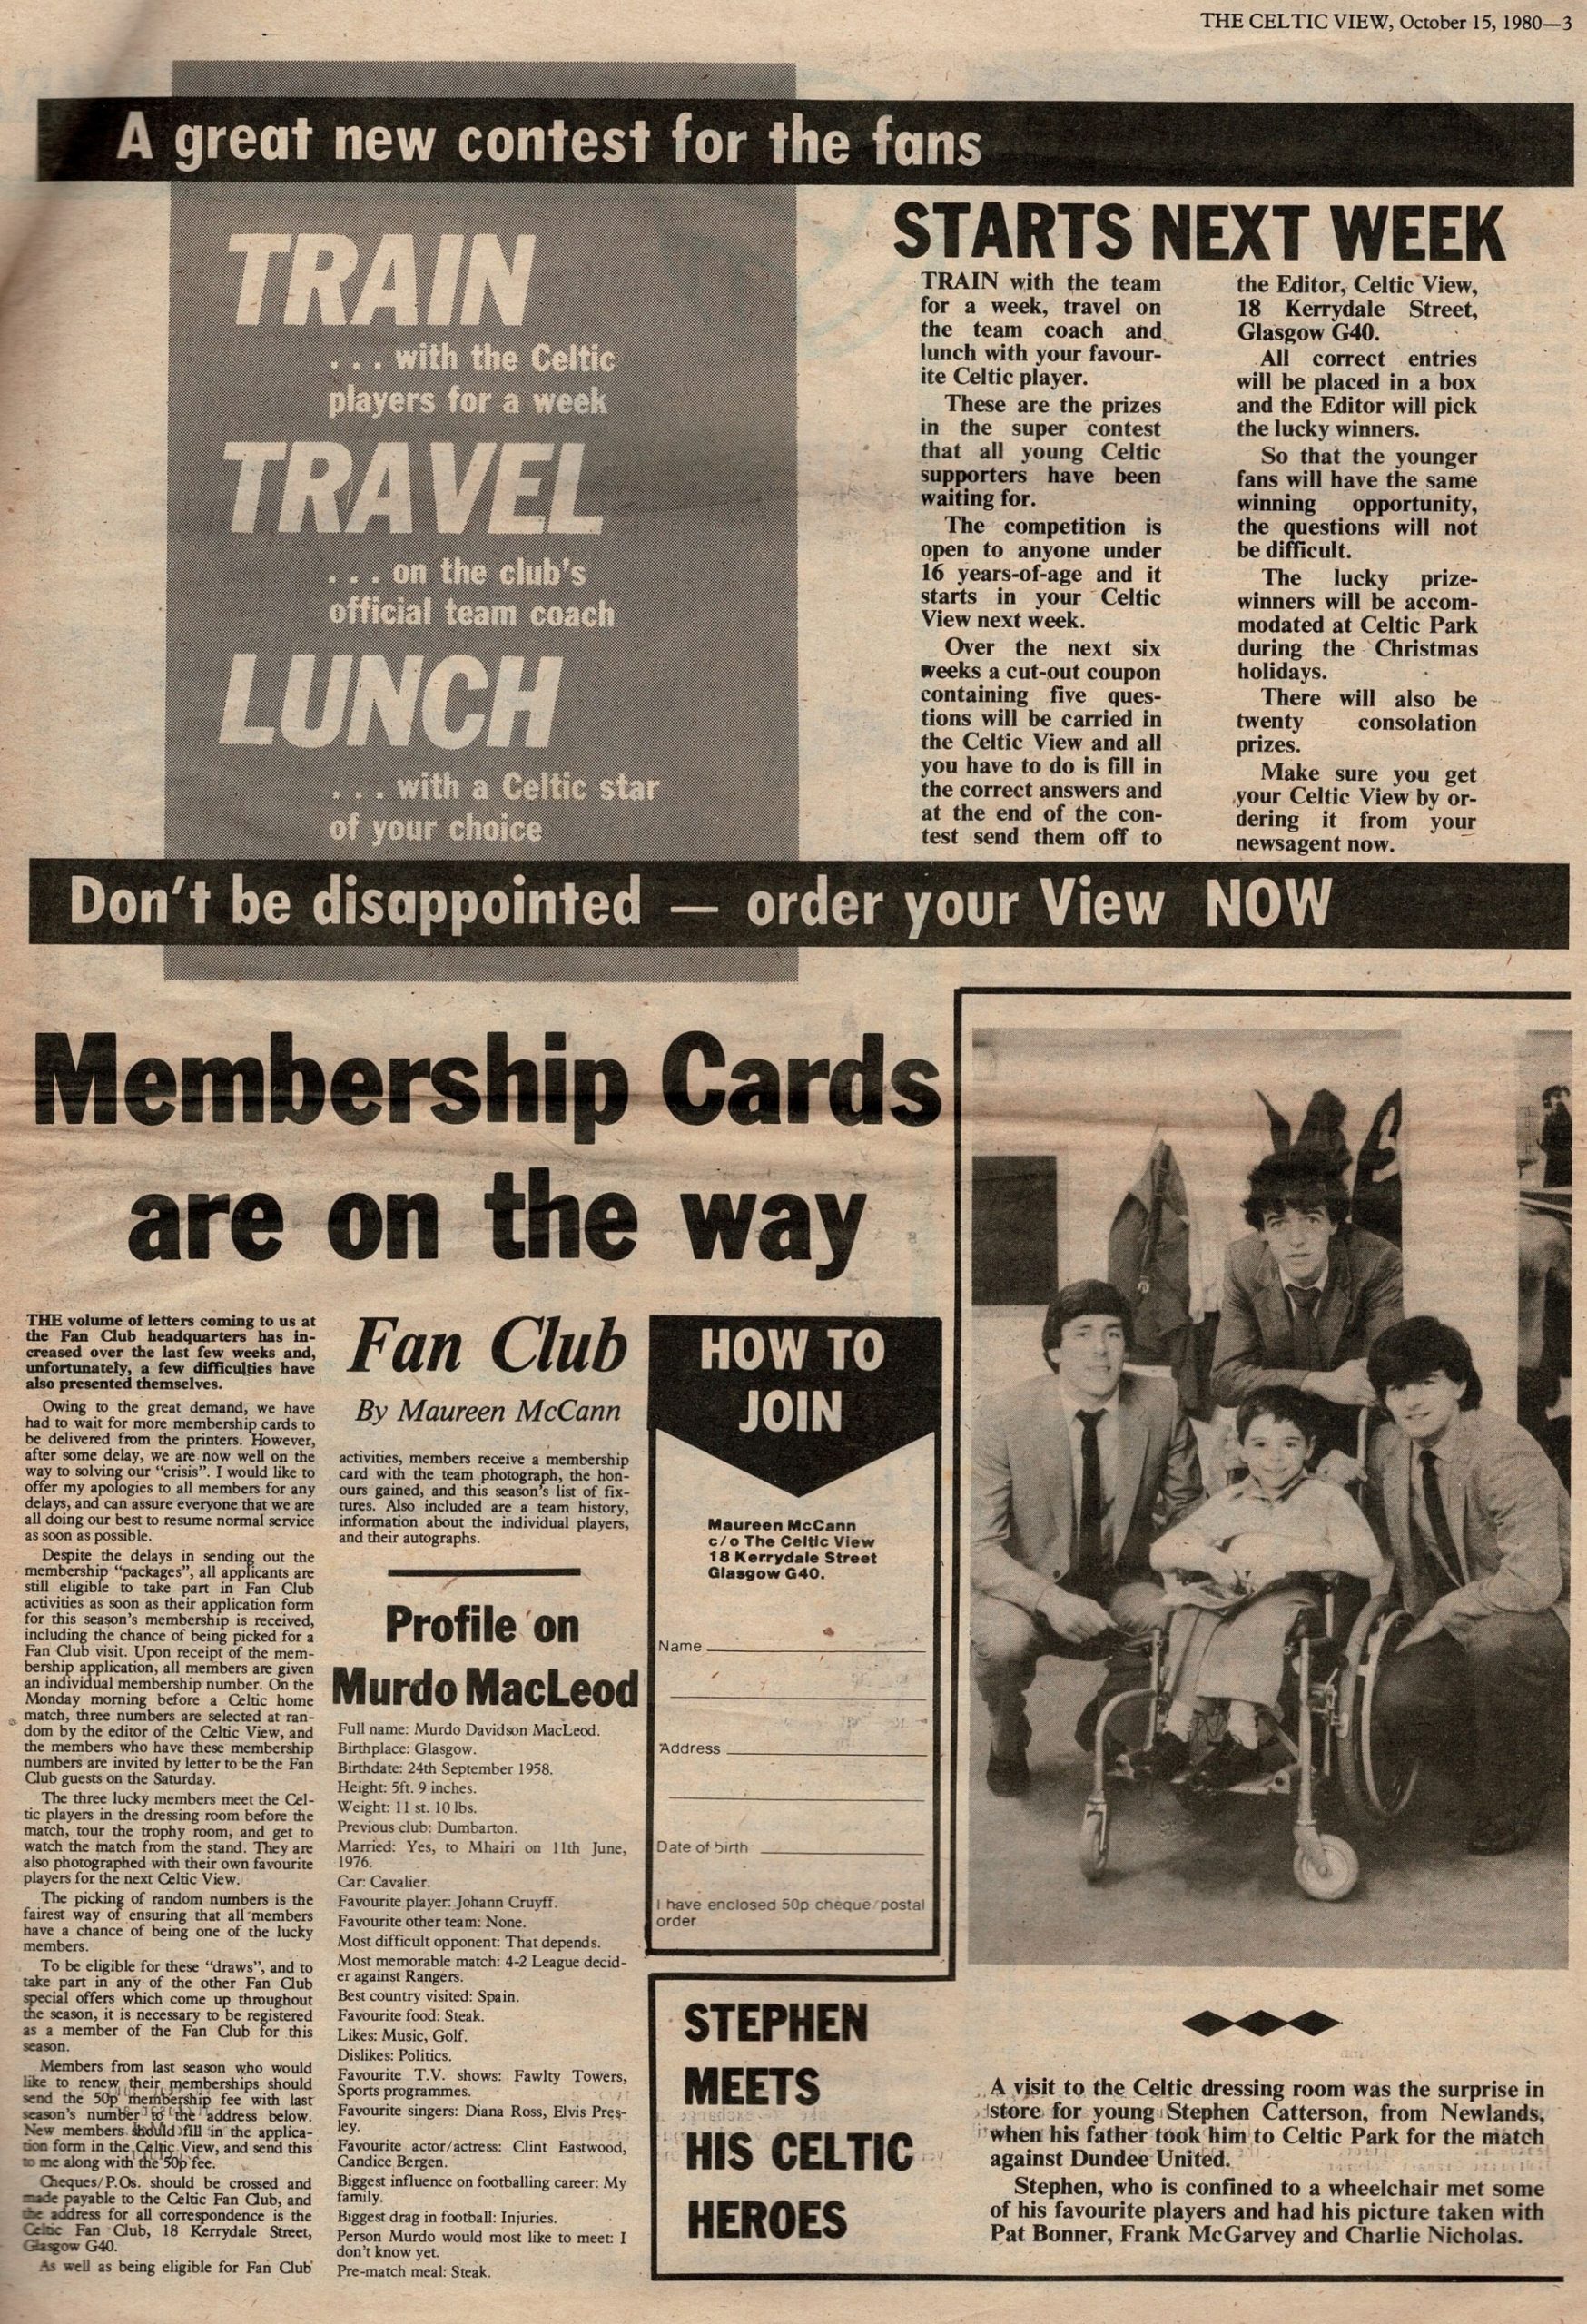 THE CELTIC VIEW, October 15, 1980—3
A great new contest for the fans
TRAIN
. . . with the Celtic
players for a week
TRAVEL
. . . on the club's
official team coach
LUNCH
. . . with a Celtic star
of your choice
STARTS NEXT WEEK
TRAIN with the team
for a week, travel on
the team coach and
lunch with your favour-
ite Celtic player.
These are the prizes
in the super contest
that all young Celtic
supporters have been
waiting for.
The competition is
open to anyone under
16 years-of-age and it
starts in your Celtic
View next week.
Over the next six
weeks a cut-out coupon
containing five ques-
tions will be carried in
the Celtic View and all
you have to do is fill in
the correct answers and
at the end of the con-
test send them off to
the Editor, Celtic View,
18 Kerrydale Street,
Glasgow G40.
All correct entries
will be placed in a box
and the Editor will pick
the lucky winners.
So that the younger
fans will have the same
winning opportunity,
the questions will not
be difficult.
The lucky prize-
winners will be accom-
modated at Celtic Park
during the Christmas
holidays.
There will also be
twenty consolation
prizes.
Make sure you get
your Celtic View by or-
dering it from your
newsagent now.
Don't be disappointed — order your View NOW
Membership Cards
are on the way
THE volume of letters coming to us at
the Fan Club headquarters has in-
creased over the last few weeks and,
unfortunately, a few difficulties have
also presented themselves.
Owing to the great demand, we have
had to wait for more membership cards to
be delivered from the printers. However,
after some delay, we are now well on the
way to solving our "crisis". I would like to
offer my apologies to all members for any
delays, and can assure everyone that we are
all doing our best to resume normal service
as soon as possible.
Despite the delays in sending out the
membership "packages", all applicants are
still eligible to take part in Fan Club
activities as soon as their application form
for this season's membership is received,
including the chance of being picked for a
Fan Club visit. Upon receipt of the mem-
bership application, all members are given
an individual membership number. On the
Monday morning before a Celtic home
match, three numbers are selected at ran-
dom by the editor of the Celtic View, and
the members who have these membership
numbers are invited by letter to be the Fan
Club guests on the Saturday.
The three lucky members meet the Cel-
tic players in the dressing room before the
match, tour the trophy room, and get to
watch the match from the stand. They are
also photographed with their own favourite
players for the next Celtic View.
The picking of random numbers is the
fairest way of ensuring that all members
have a chance of being one of the lucky
members.
To be eligible for these "draws", and to
take part in any of the other Fan Club
special offers which come up throughout
the season, it is necessary to be registered
as a member of the Fan Club for this
season.
Members from last season who would
like to renew their memberships should
send the 50p membership fee with last
season's number to the address below.
New members should fill in the applica-
tion form in the Celtic View, and send this
to me along with the 50p fee.
Cheques/P.Os. should be crossed and
made payable to the Celtic Fan Club, and
the address for all correspondence is the
Celtic Fan Club, 18 Kerrydale Street,
Glasgow G40.
As well as being eligible for Fan Club
Fan Club
By Maureen McCann
activities, members receive a membership
card with the team photograph, the hon-
ours gained, and this season's list of fix-
tures. Also included are a team history,
information about the individual players,
and their autographs.
Profile on
Murdo MacLeod
Full name: Murdo Davidson MacLeod.
Birthplace: Glasgow.
Birthdate: 24th September 1958.
Height: 5ft. 9 inches.
Weight: 11 st. 10 lbs.
Previous club: Dumbarton.
Married: Yes, to Mhairi on 11th June,
1976.
Car: Cavalier.
Favourite player: Johann Cruyff.
Favourite other team: None.
Most difficult opponent: That depends.
Most memorable match: 4-2 League decid-
er against Rangers.
Best country visited: Spain.
Favourite food: Steak.
Likes: Music, Golf.
Dislikes: Politics.
Favourite T.V. shows: Fawlty Towers,
Sports programmes.
Favourite singers: Diana Ross, Elvis Pres-
ley.
Favourite actor/actress: Clint Eastwood,
Candice Bergen.
Biggest influence on footballing career: My
family.
Biggest drag in football: Injuries.
Person Murdo would most like to meet: I
don't know yet.
Pre-match meal: Steak.
HOW TO
JOIN
Maureen McCann
c/o The Celtic View
18 Kerrydale Street
Glasgow G40.
Name
Address
Date of birth
I have enclosed 50p cheque/postal
order
STEPHEN
MEETS
HIS CELTIC
HEROES
A visit to the Celtic dressing room was the surprise in
store for young Stephen Catterson, from Newlands,
when his father took him to Celtic Park for the match
against Dundee United.
Stephen, who is confined to a wheelchair met some
of his favourite players and had his picture taken with
Pat Bonner, Frank McGarvey and Charlie Nicholas.